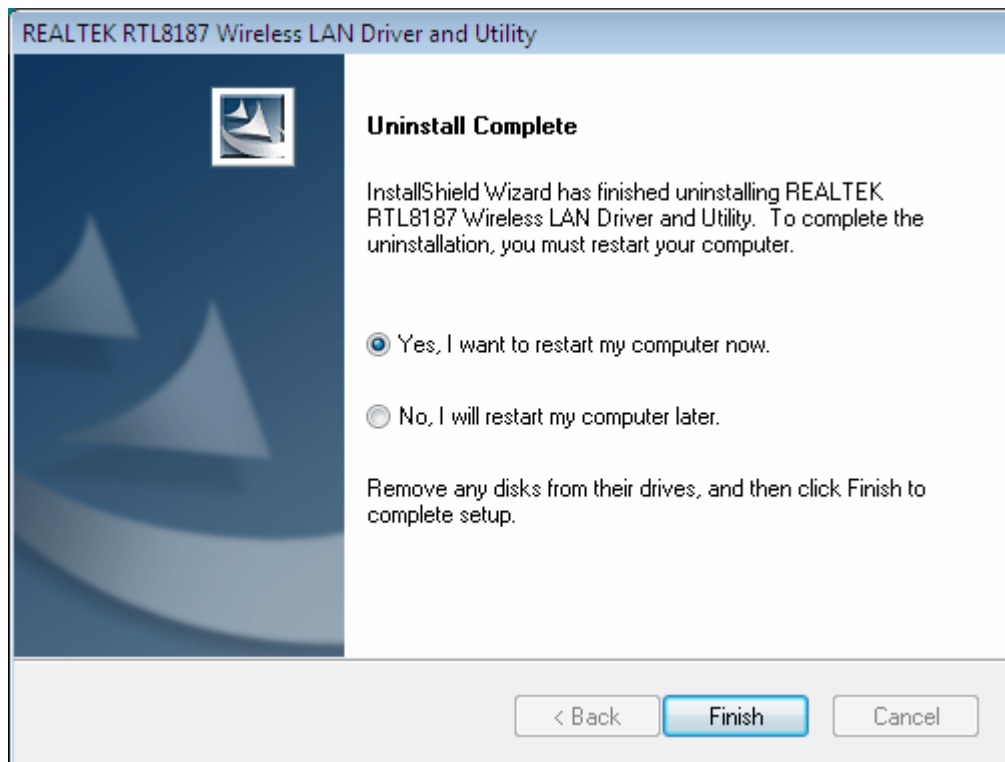 REALTEK RTL8187 Wireless LAN Driver and Utility
Uninstall Complete
InstallShield Wizard has finished uninstalling REALTEK
RTL8187 Wireless LAN Driver and Utility. To complete the
uninstallation, you must restart your computer.
Yes, I want to restart my computer now.
No, I will restart my computer later.
Remove any disks from their drives, and then click Finish to
complete setup.
< Back Finish Cancel